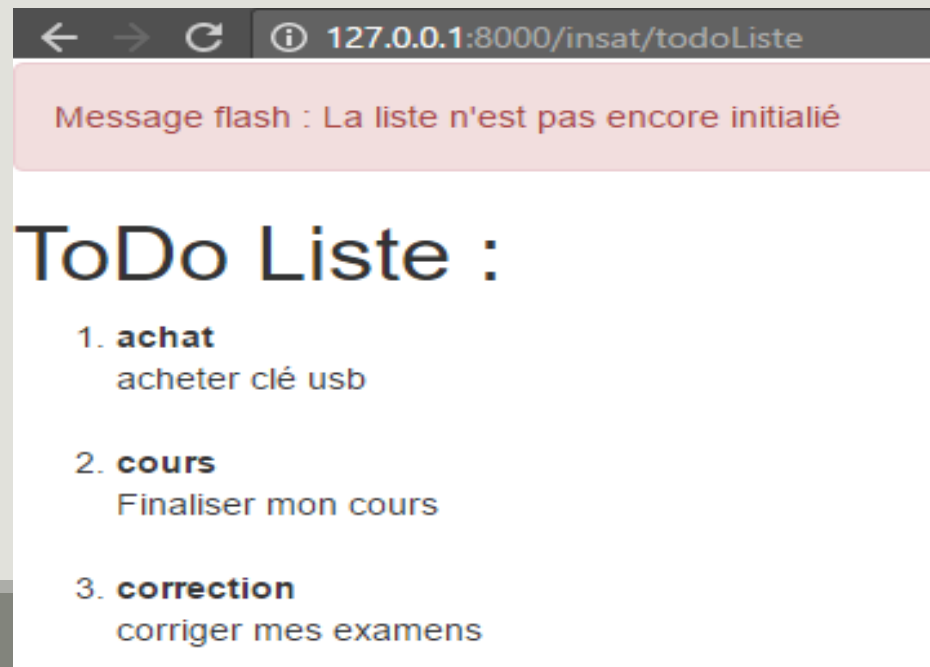 127.0.0.1:8000/insat/todoListe
Message flash : La liste n'est pas encore initialié
ToDo Liste :
1. achat
acheter clé usb
2. cours
Finaliser mon cours
3. correction
corriger mes examens